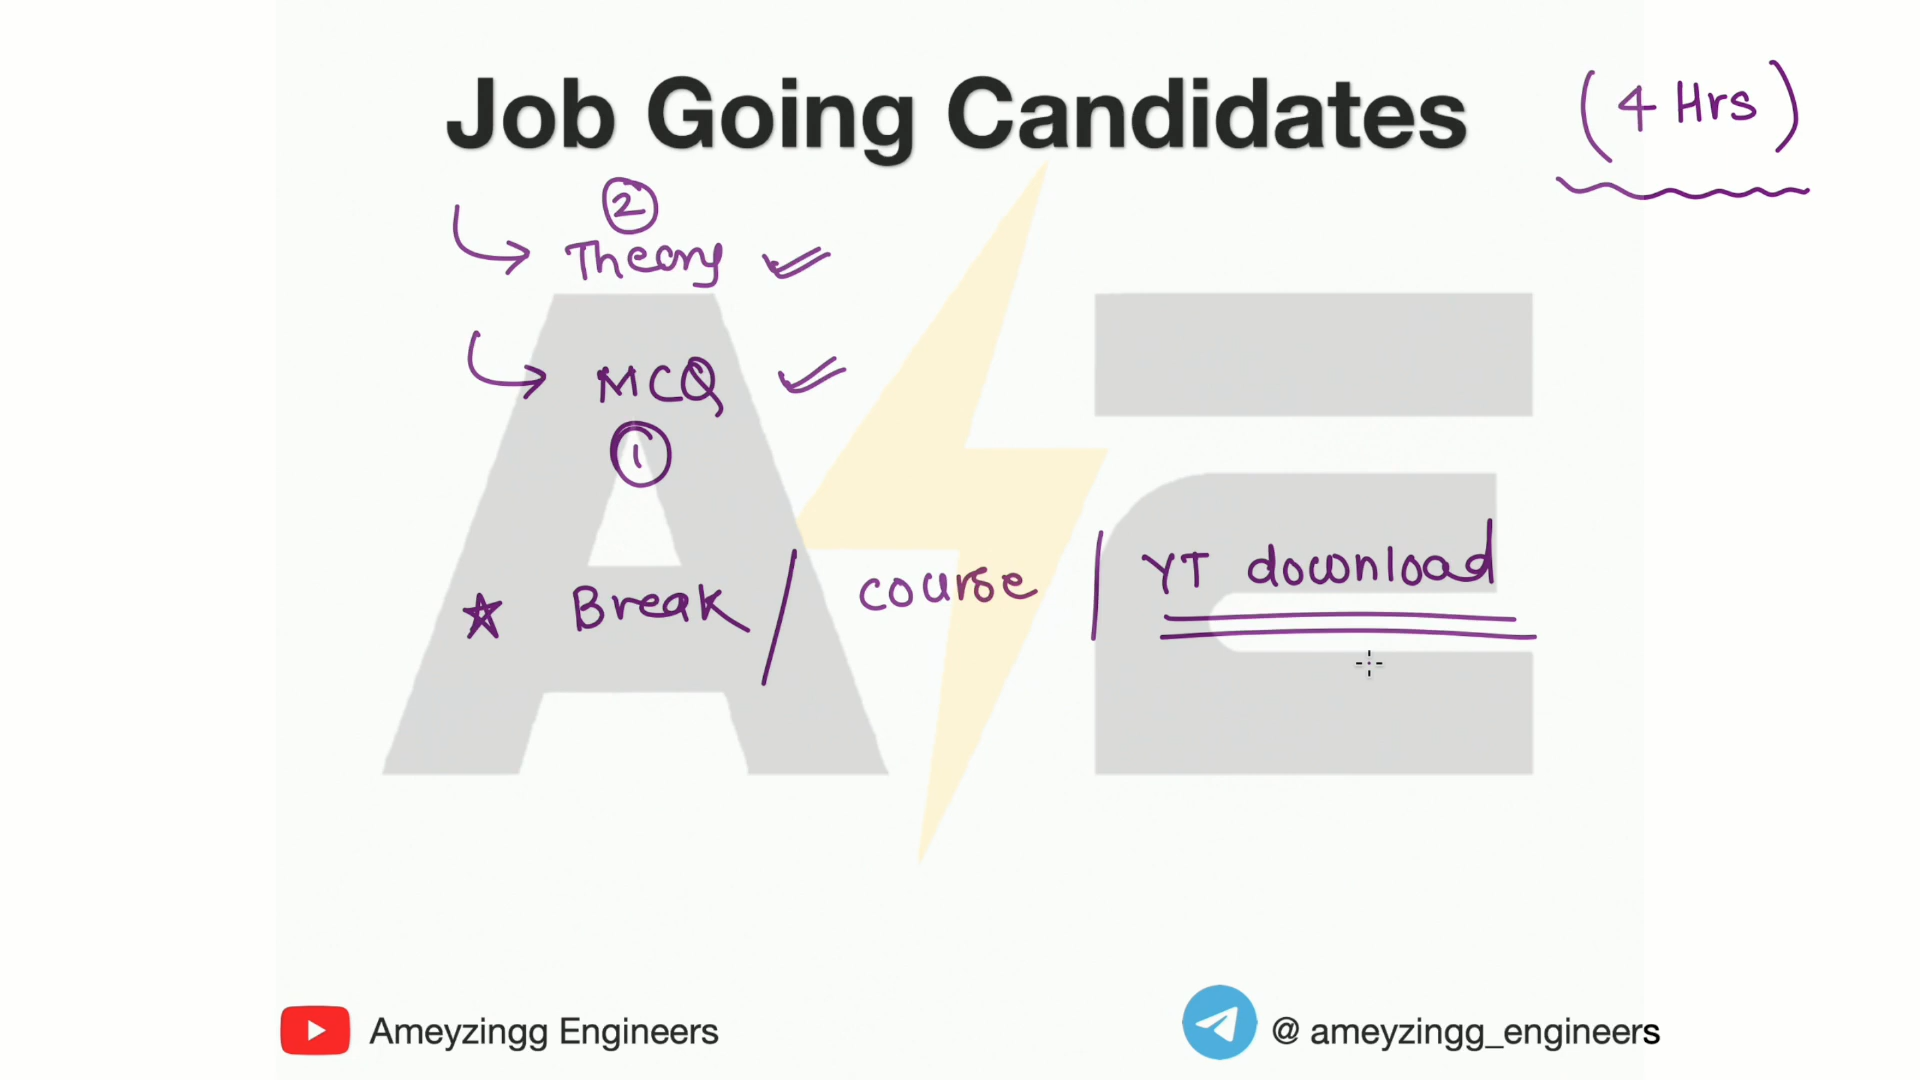 Job Going Candidates (4 Hrs)
②
Theory
MCQ
①
Break / course | YT download
Ameyzingg Engineers @ ameyzingg_engineers